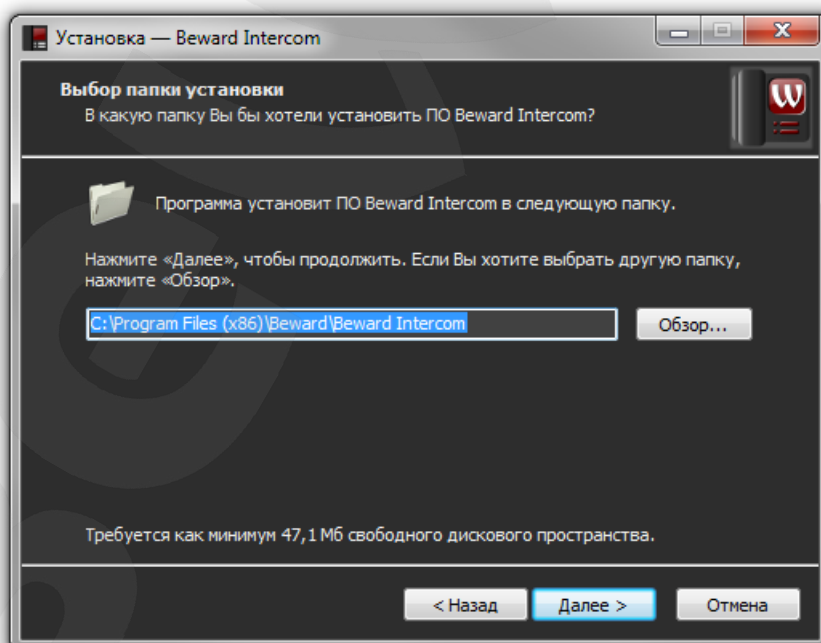 Установка — Beward Intercom
Выбор папки установки
В какую папку Вы бы хотели установить ПО Beward Intercom?
W
Программа установит ПО Beward Intercom в следующую папку.
Нажмите «Далее», чтобы продолжить. Если Вы хотите выбрать другую папку,
нажмите «Обзор».
C:\Program Files (x86)\Beward\Beward Intercom
Обзор...
Требуется как минимум 47,1 Мб свободного дискового пространства.
< Назад
Далее >
Отмена